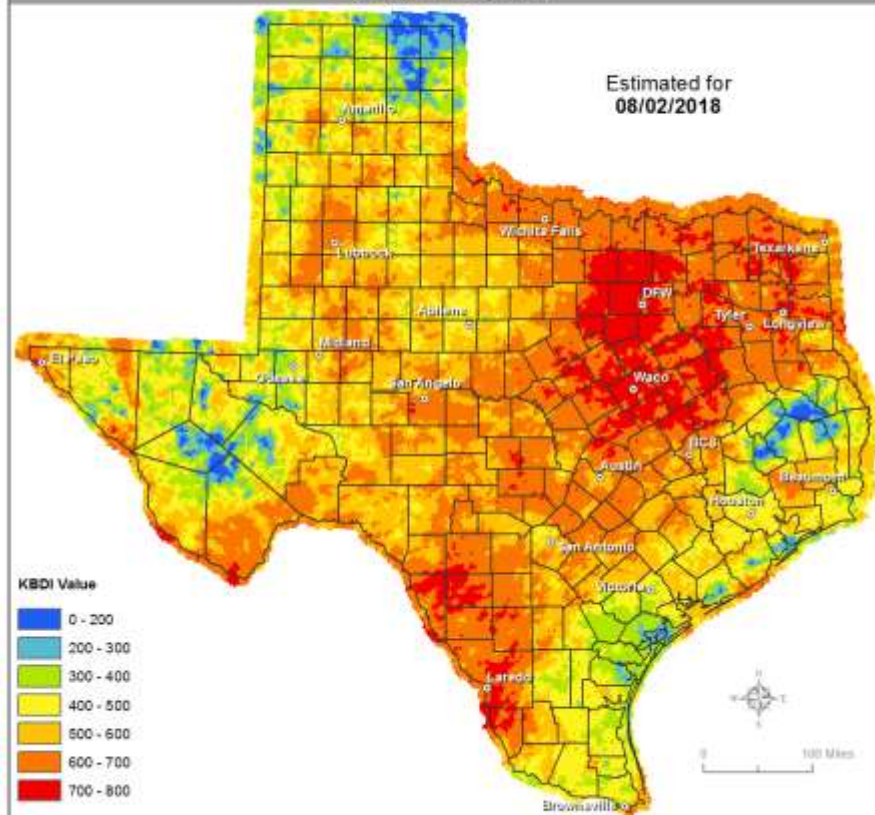 Estimated for
08/02/2018
Amarillo
Wichita Falls
Texarkana
Lubbock
DFW
Abilene
Tyler
Longview
El Paso
Midland
Odessa
San Angelo
Waco
BCS
Austin
Beaumont
Houston
San Antonio
Victoria
KBDI Value
0 - 200
200 - 300
300 - 400
400 - 500
500 - 600
600 - 700
700 - 800
Laredo
N
W E
S
0 100 Miles
Brownsville